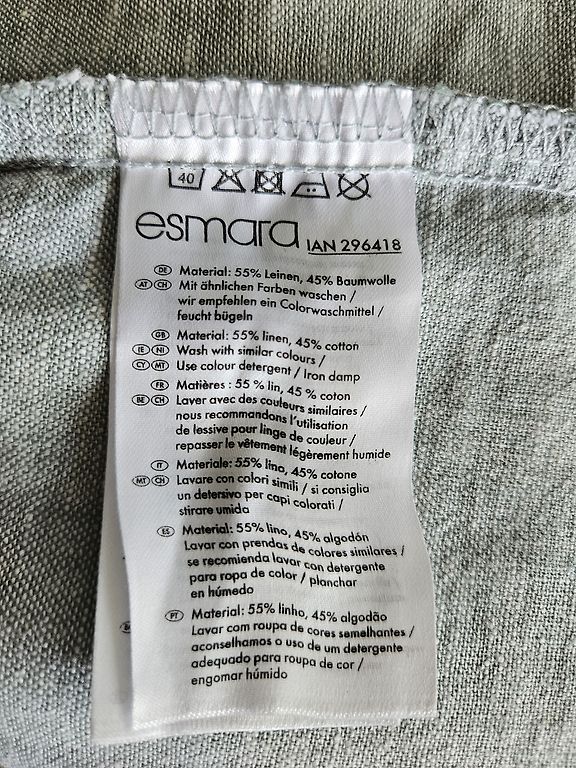 40
esmara IAN 296418
DE Material: 55% Leinen, 45% Baumwolle
AT CH Mit ähnlichen Farben waschen /
wir empfehlen ein Colorwaschmittel /
feucht bügeln
GB Material: 55% linen, 45% cotton
IE NI Wash with similar colours /
CY MT Use colour detergent / Iron damp
FR Matières : 55 % lin, 45 % coton
BE CH Laver avec des couleurs similaires /
nous recommandons l'utilisation
de lessive pour linge de couleur /
repasser le vêtement légèrement humide
IT Materiale: 55% lino, 45% cotone
MT CH Lavare con colori simili / si consiglia
un detersivo per capi colorati /
stirare umida
ES Material: 55% lino, 45% algodón
Lavar con prendas de colores similares /
se recomienda lavar con detergente
para ropa de color / planchar
en húmedo
PT Material: 55% linho, 45% algodão
Lavar com roupa de cores semelhantes /
aconselhamos o uso de um detergente
adequado para roupa de cor /
engomar húmido